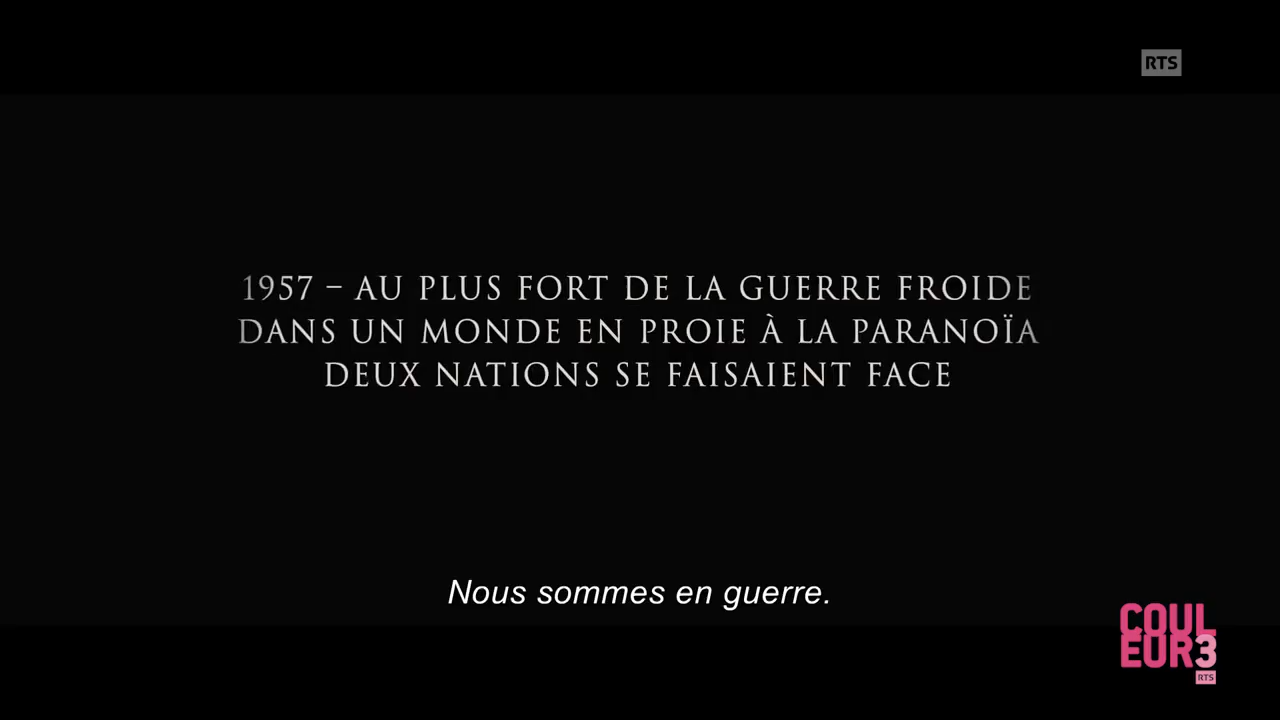 RTS
1957 – AU PLUS FORT DE LA GUERRE FROIDE
DANS UN MONDE EN PROIE À LA PARANOÏA
DEUX NATIONS SE FAISAIENT FACE
Nous sommes en guerre.
COUL
EUR3
RTS